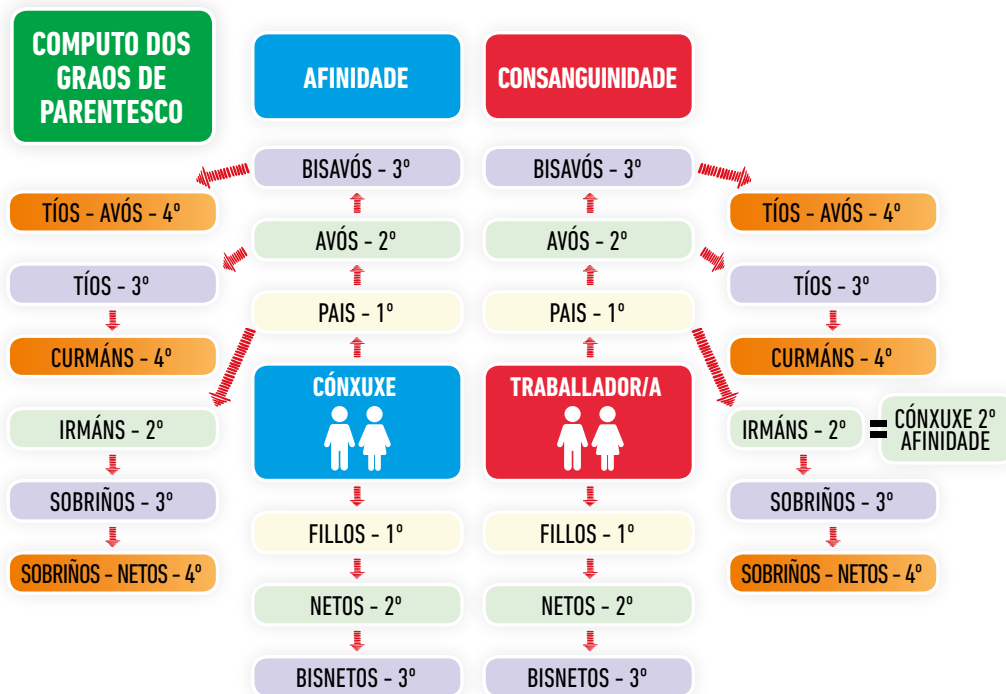 COMPUTO DOS
GRAOS DE
PARENTESCO
AFINIDADE
CONSANGUINIDADE
BISAVÓS - 3º
BISAVÓS - 3º
TÍOS - AVÓS - 4º
TÍOS - AVÓS - 4º
AVÓS - 2º
AVÓS - 2º
TÍOS - 3º
TÍOS - 3º
PAIS - 1º
PAIS - 1º
CURMÁNS - 4º
CURMÁNS - 4º
CÓNXUXE
TRABALLADOR/A
IRMÁNS - 2º
IRMÁNS - 2º = CÓNXUXE 2º
AFINIDADE
SOBRIÑOS - 3º
SOBRIÑOS - 3º
FILLOS - 1º
FILLOS - 1º
SOBRIÑOS - NETOS - 4º
SOBRIÑOS - NETOS - 4º
NETOS - 2º
NETOS - 2º
BISNETOS - 3º
BISNETOS - 3º